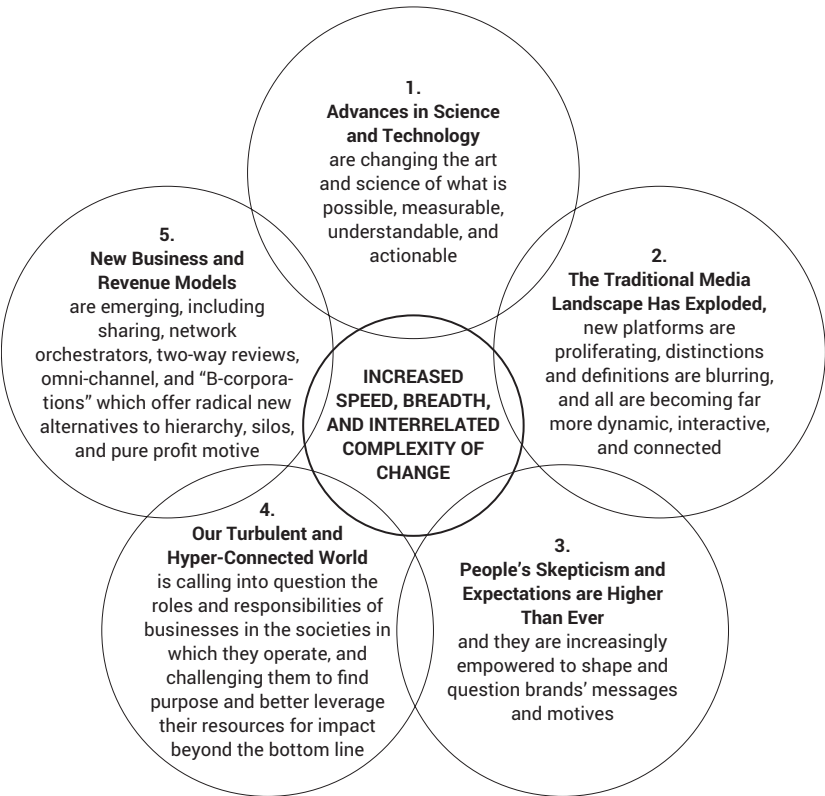 1.
Advances in Science
and Technology
are changing the art
and science of what is
possible, measurable,
understandable, and
actionable
2.
The Traditional Media
Landscape Has Exploded,
new platforms are
proliferating, distinctions
and definitions are blurring,
and all are becoming far
more dynamic, interactive,
and connected
3.
People’s Skepticism and
Expectations are Higher
Than Ever
and they are increasingly
empowered to shape and
question brands’ messages
and motives
4.
Our Turbulent and
Hyper-Connected World
is calling into question the
roles and responsibilities of
businesses in the societies in
which they operate, and
challenging them to find
purpose and better leverage
their resources for impact
beyond the bottom line
5.
New Business and
Revenue Models
are emerging, including
sharing, network
orchestrators, two-way reviews,
omni-channel, and “B-corpora-
tions” which offer radical new
alternatives to hierarchy, silos,
and pure profit motive
INCREASED
SPEED, BREADTH,
AND INTERRELATED
COMPLEXITY OF
CHANGE